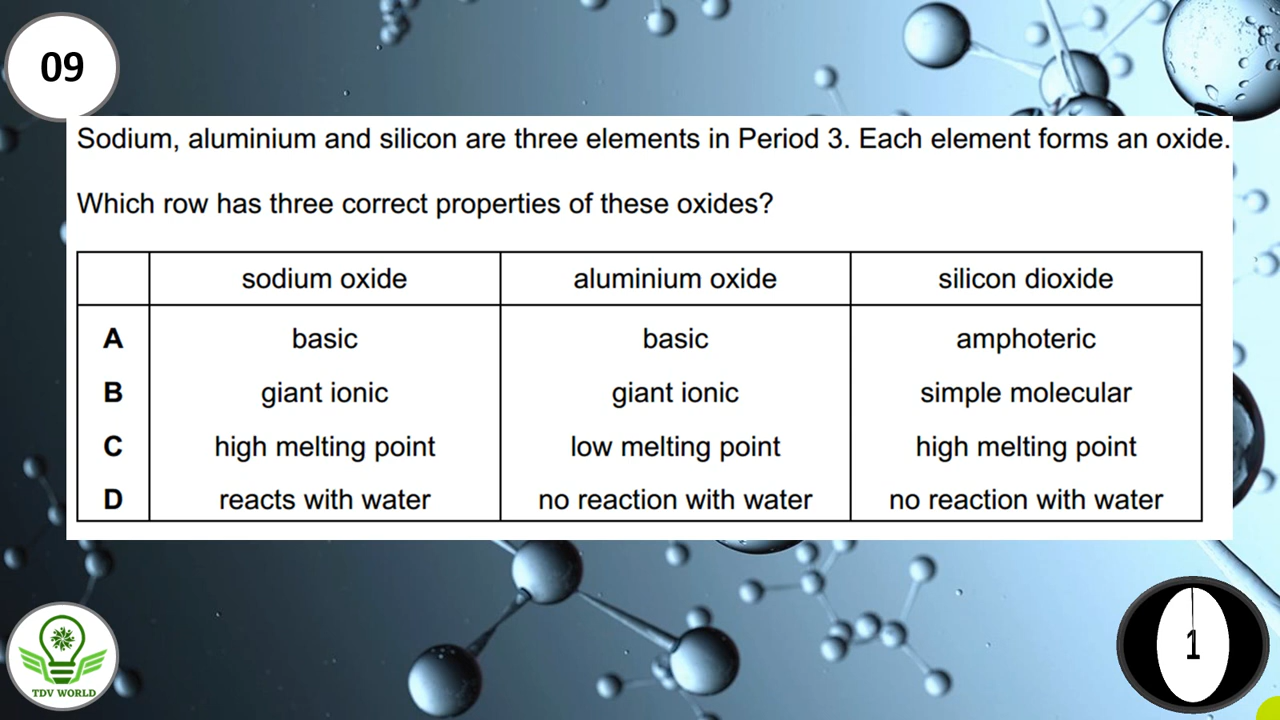 09
Sodium, aluminium and silicon are three elements in Period 3. Each element forms an oxide.
Which row has three correct properties of these oxides?
sodium oxide aluminium oxide silicon dioxide
A basic basic amphoteric
B giant ionic giant ionic simple molecular
C high melting point low melting point high melting point
D reacts with water no reaction with water no reaction with water
TDV WORLD
1